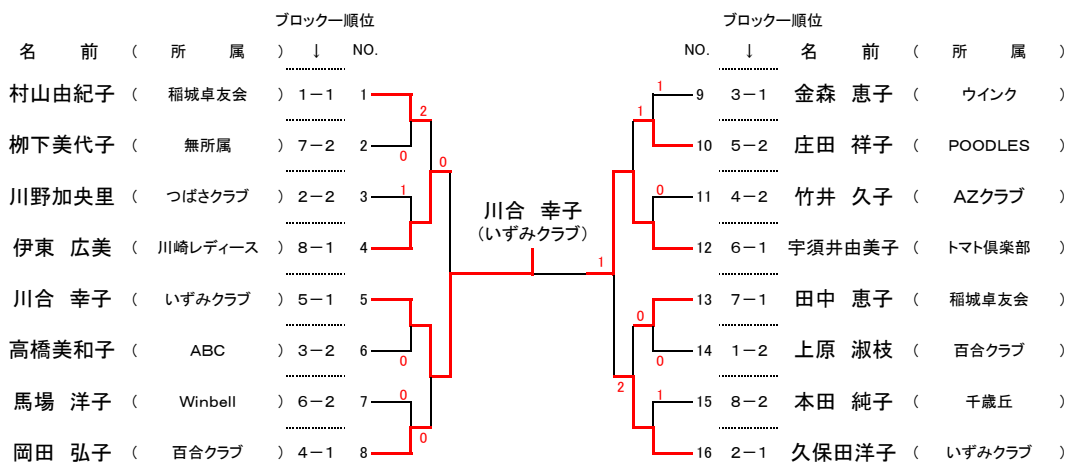 ブロックー順位 ブロックー順位
名 前 ( 所 属 ) ↓ NO. NO. ↓ 名 前 ( 所 属 )
村山由紀子 ( 稲城卓友会 ) 1-1 1 2 1 9 3-1 金森 恵子 ( ウインク )
1
栁下美代子 ( 無所属 ) 7-2 2 0 10 5-2 庄田 祥子 ( POODLES )
0
川野加央里 ( つばさクラブ ) 2-2 3 1 0 11 4-2 竹井 久子 ( AZクラブ )
川合 幸子
(いずみクラブ)
伊東 広美 ( 川崎レディース ) 8-1 4 12 6-1 宇須井由美子 ( トマト倶楽部 )
1
川合 幸子 ( いずみクラブ ) 5-1 5 13 7-1 田中 恵子 ( 稲城卓友会 )
0
高橋美和子 ( ABC ) 3-2 6 0 0 14 1-2 上原 淑枝 ( 百合クラブ )
2
馬場 洋子 ( Winbell ) 6-2 7 0 1 15 8-2 本田 純子 ( 千歳丘 )
0
岡田 弘子 ( 百合クラブ ) 4-1 8 16 2-1 久保田洋子 ( いずみクラブ )